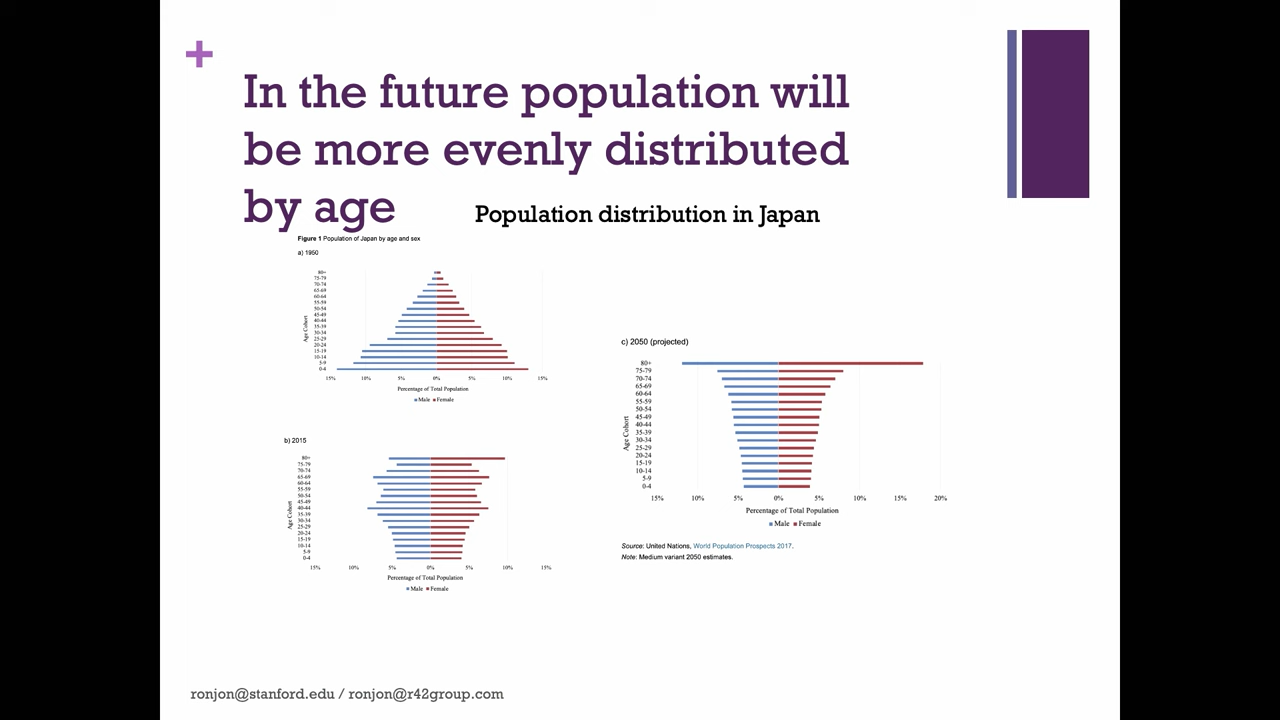 +
In the future population will
be more evenly distributed
by age
Population distribution in Japan
Figure 1 Population of Japan by age and sex
a) 1950
Age Cohort
80+
75-79
70-74
65-69
60-64
55-59
50-54
45-49
40-44
35-39
30-34
25-29
20-24
15-19
10-14
5-9
0-4
15% 10% 5% 0% 5% 10% 15%
Percentage of Total Population
Male Female
b) 2015
Age Cohort
80+
75-79
70-74
65-69
60-64
55-59
50-54
45-49
40-44
35-39
30-34
25-29
20-24
15-19
10-14
5-9
0-4
15% 10% 5% 0% 5% 10% 15%
Percentage of Total Population
Male Female
c) 2050 (projected)
Age Cohort
80+
75-79
70-74
65-69
60-64
55-59
50-54
45-49
40-44
35-39
30-34
25-29
20-24
15-19
10-14
5-9
0-4
15% 10% 5% 0% 5% 10% 15% 20%
Percentage of Total Population
Male Female
Source: United Nations, World Population Prospects 2017.
Note: Medium variant 2050 estimates.
ronjon@stanford.edu / ronjon@r42group.com